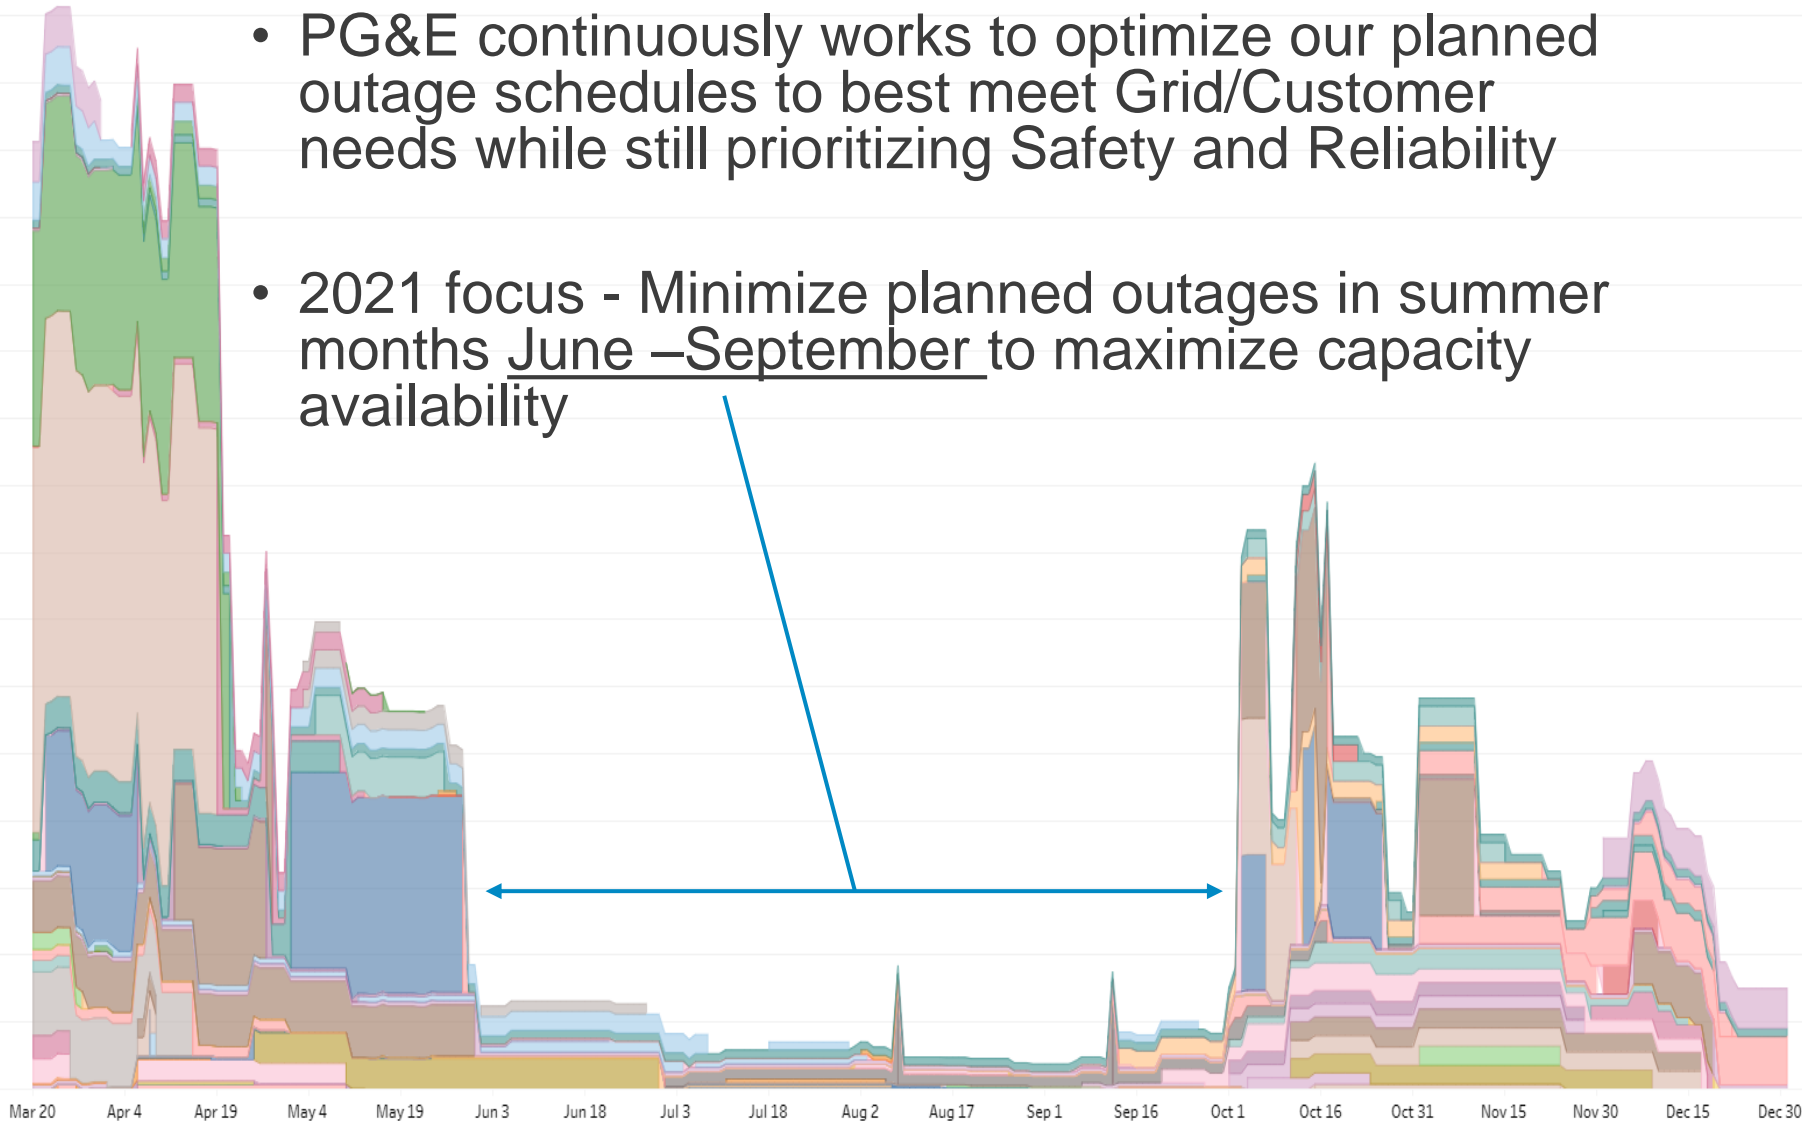 • PG&E continuously works to optimize our planned
outage schedules to best meet Grid/Customer
needs while still prioritizing Safety and Reliability
• 2021 focus - Minimize planned outages in summer
months June –September to maximize capacity
availability
Mar 20 Apr 4 Apr 19 May 4 May 19 Jun 3 Jun 18 Jul 3 Jul 18 Aug 2 Aug 17 Sep 1 Sep 16 Oct 1 Oct 16 Oct 31 Nov 15 Nov 30 Dec 15 Dec 30